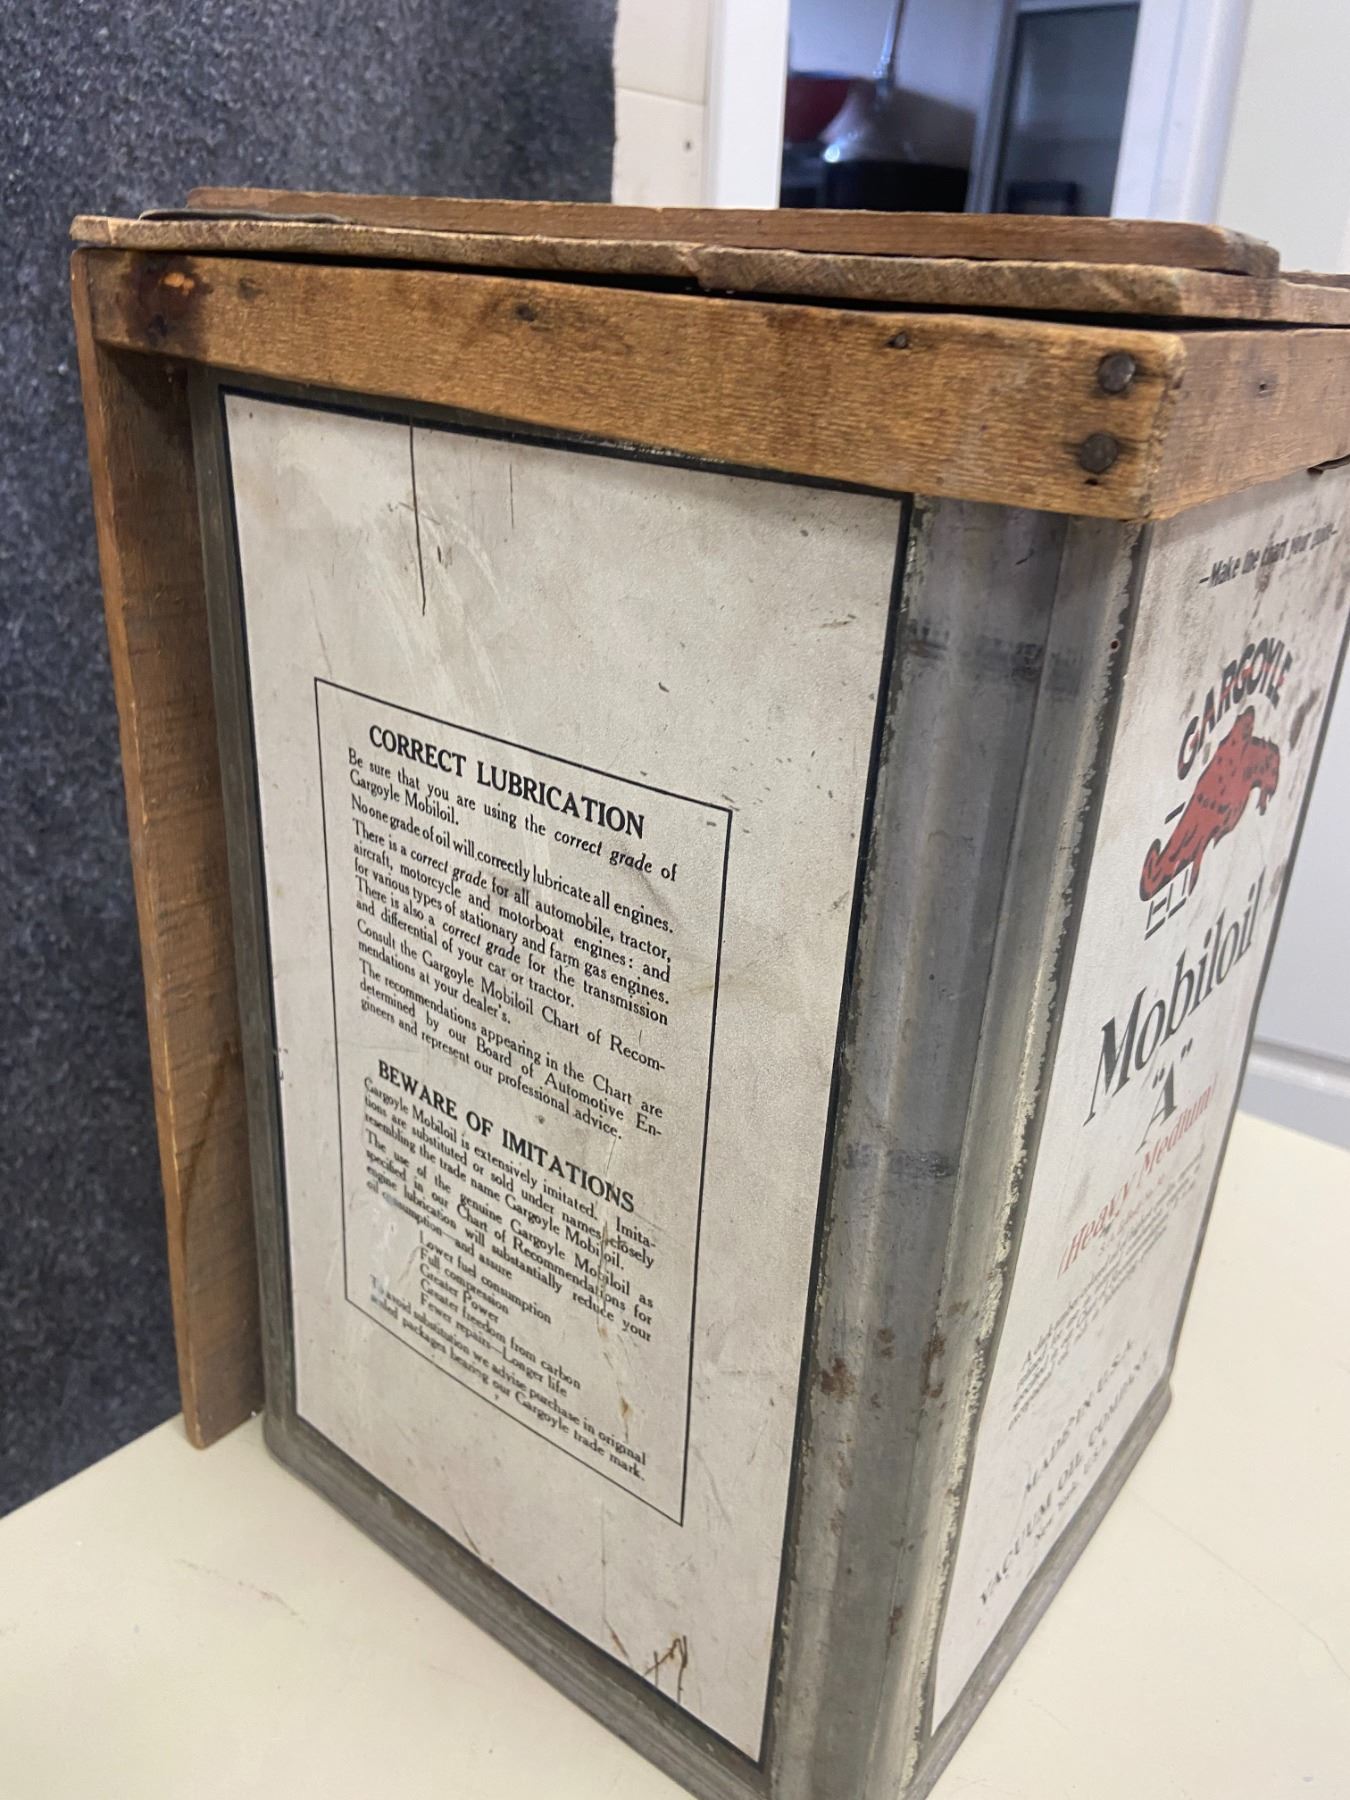 CORRECT LUBRICATION
Be sure that you are using the correct grade of
Gargoyle Mobiloil.
No one grade of oil will correctly lubricate all engines.
There is a correct grade for all automobile, tractor,
aircraft, motorcycle and motorboat engines: and
for various types of stationary and farm gas engines.
There is also a correct grade for the transmission
and differential of your car or tractor.
Consult the Gargoyle Mobiloil Chart of Recom-
mendations at your dealer's.
The recommendations appearing in the Chart are
determined by our Board of Automotive En-
gineers and represent our professional advice.
BEWARE OF IMITATIONS
Gargoyle Mobiloil is extensively imitated. Imita-
tions are substituted or sold under names closely
resembling the trade name Gargoyle Mobiloil.
The use of the genuine Gargoyle Mobiloil as
specified in our Chart of Recommendations for
engine lubrication will substantially reduce your
oil consumption—and assure
Lower fuel consumption
Full compression
Greater Power
Greater freedom from carbon
Fewer repairs—Longer life
To avoid substitution we advise purchase in original
sealed packages bearing our Gargoyle trade mark.
—Make the chart your guide—
GARGOYLE
Mobiloil
"A"
(Heavy Medium)
MADE IN U.S.A.
VACUUM OIL COMPANY
New York U.S.A.